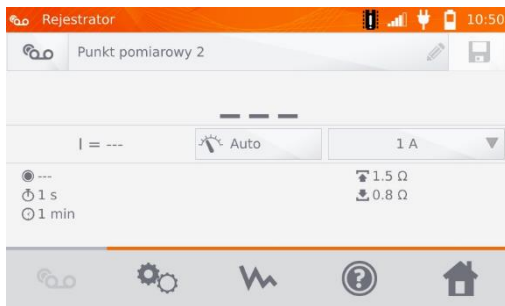 Rejestrator 10:50
Punkt pomiarowy 2
---
I = --- Auto 1 A
---
1.5 Ω
1 s
0.8 Ω
1 min